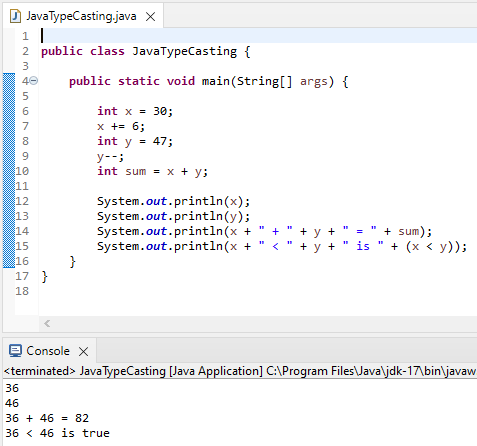 JavaTypeCasting.java
1
2 public class JavaTypeCasting {
3
4 public static void main(String[] args) {
5
6 int x = 30;
7 x += 6;
8 int y = 47;
9 y--;
10 int sum = x + y;
11
12 System.out.println(x);
13 System.out.println(y);
14 System.out.println(x + " + " + y + " = " + sum);
15 System.out.println(x + " < " + y + " is " + (x < y));
16 }
17 }
18
Console
<terminated> JavaTypeCasting [Java Application] C:\Program Files\Java\jdk-17\bin\javaw
36
46
36 + 46 = 82
36 < 46 is true